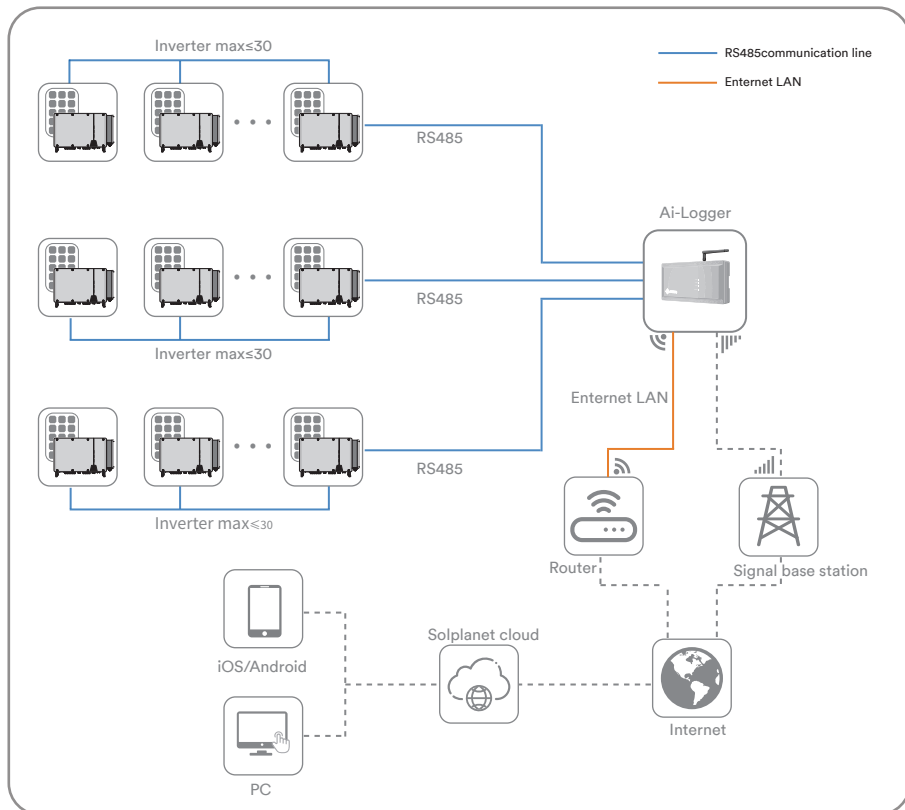 Inverter max≤30
RS485communication line
Enternet LAN
RS485
Ai-Logger
RS485
Inverter max≤30
Enternet LAN
RS485
Inverter max≤30
Router
Signal base station
Solplanet cloud
iOS/Android
Internet
PC